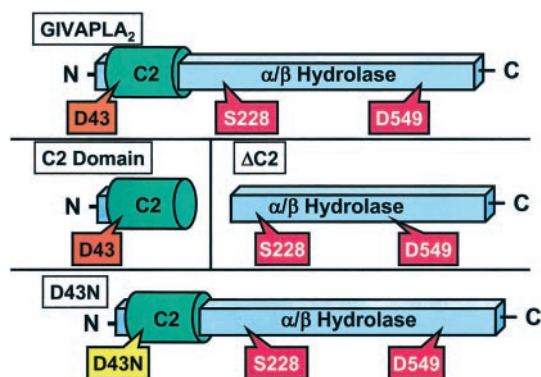 GIVAPLA₂
N C2 α/β Hydrolase C
D43 S228 D549
C2 Domain ΔC2
N C2 α/β Hydrolase C
D43 S228 D549
D43N
N C2 α/β Hydrolase C
D43N S228 D549